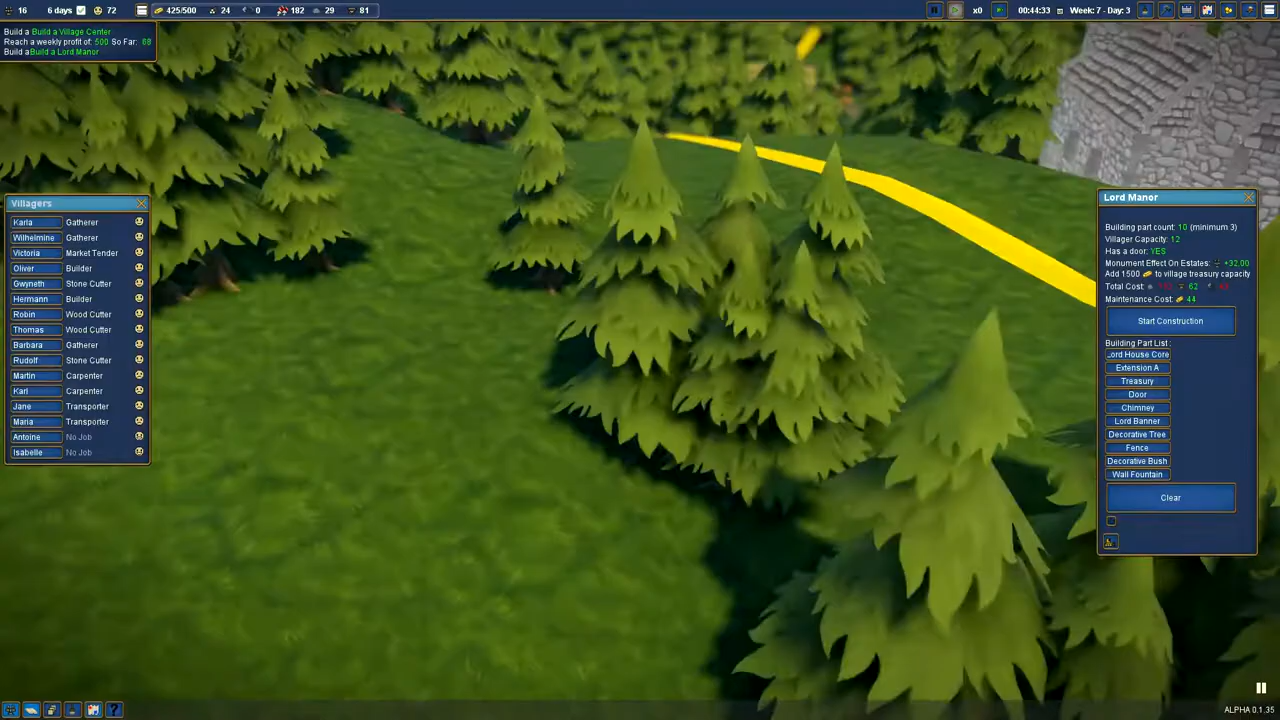 16 6 days 72 425/500 24 0 182 29 81 x0 00:44:33 Week: 7 - Day: 3
Build a Build a Village Center
Reach a weekly profit of: 500 So Far: 68
Build a Build a Lord Manor
Villagers
Karla Gatherer
Wilhelmine Gatherer
Victoria Market Tender
Oliver Builder
Gwyneth Stone Cutter
Hermann Builder
Robin Wood Cutter
Thomas Wood Cutter
Barbara Gatherer
Rudolf Stone Cutter
Martin Carpenter
Karl Carpenter
Jane Transporter
Maria Transporter
Antoine No Job
Isabelle No Job
Lord Manor
Building part count: 10 (minimum 3)
Villager Capacity: 12
Has a door: YES
Monument Effect On Estates: +32.00
Add 1500 to village treasury capacity
Total Cost: 62
Maintenance Cost: 44
Start Construction
Building Part List :
Lord House Core
Extension A
Treasury
Door
Chimney
Lord Banner
Decorative Tree
Fence
Decorative Bush
Wall Fountain
Clear
?
ALPHA 0.1.35